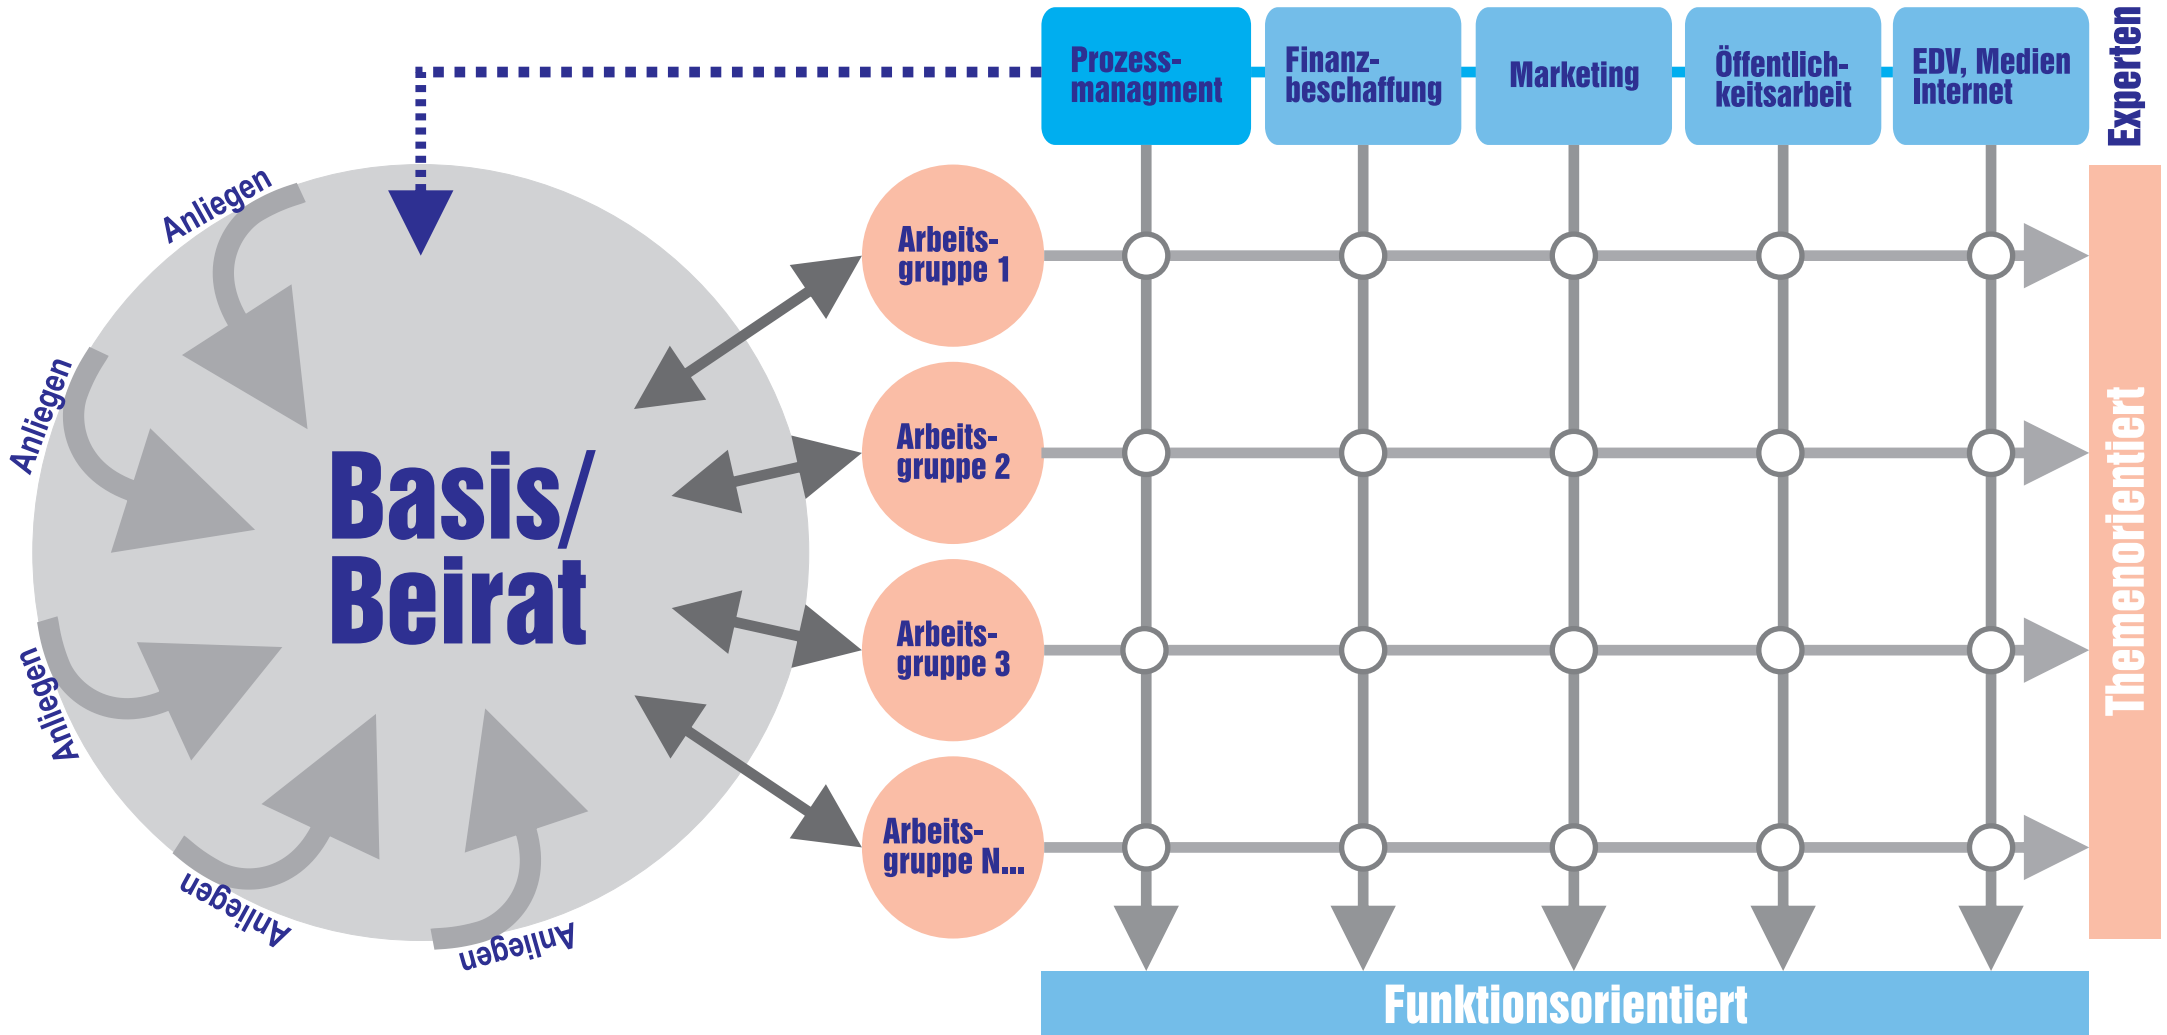 Prozess-
managment
Finanz-
beschaffung
Marketing
Öffentlich-
keitsarbeit
EDV, Medien
Internet
Experten
Anliegen
Anliegen
Anliegen
Anliegen
Anliegen
Basis/
Beirat
Arbeits-
gruppe 1
Arbeits-
gruppe 2
Arbeits-
gruppe 3
Arbeits-
gruppe N...
Themenorientiert
Funktionsorientiert